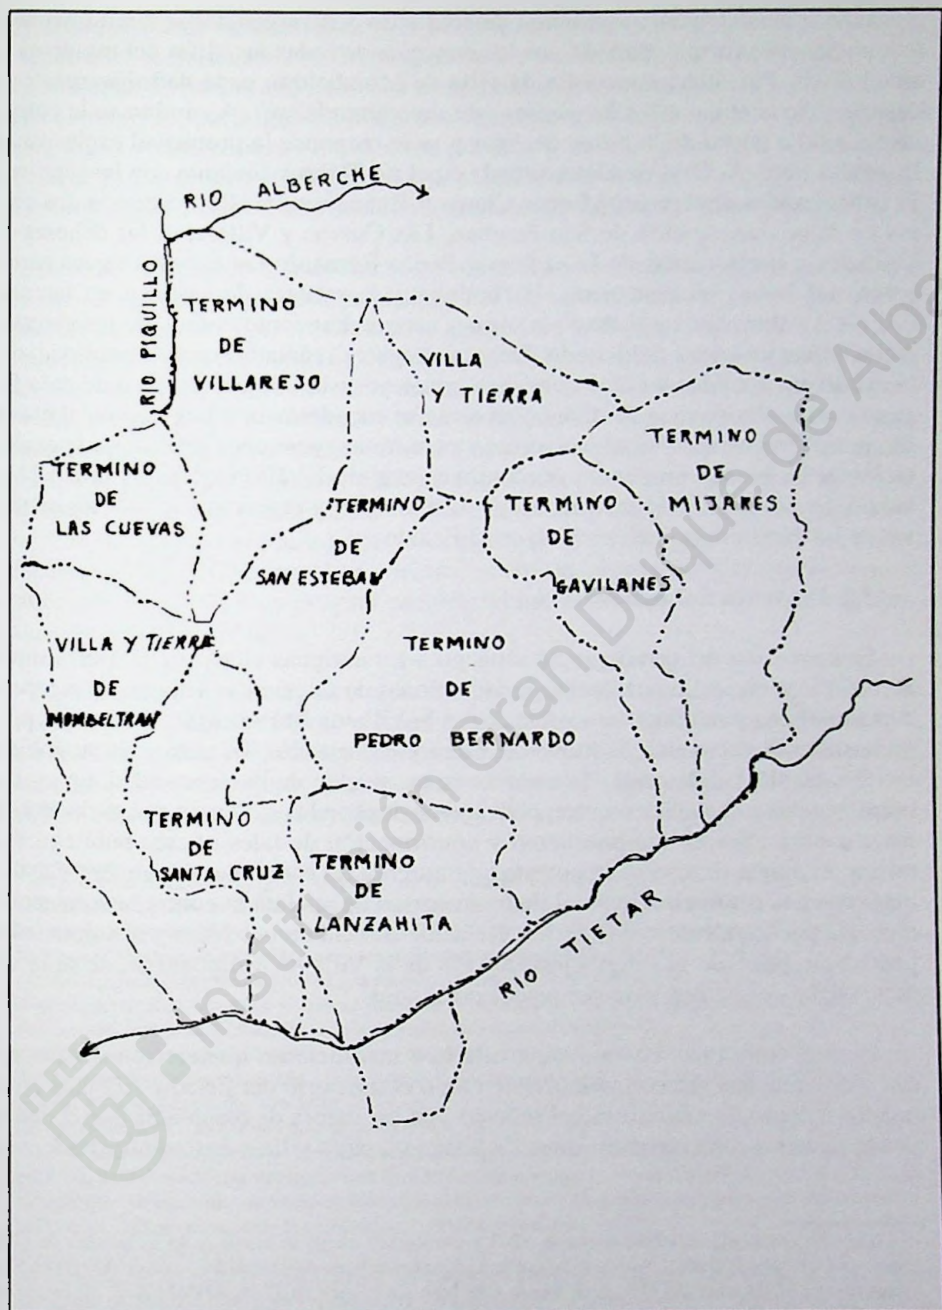 RIO ALBERCHE
RIO PIQUILLO
TERMINO
DE
VILLAREJO
VILLA
Y TIERRA
TERMINO
DE
MIJARES
TERMINO
DE
LAS CUEVAS
TERMINO
DE
SAN ESTEBAN
TERMINO
DE
GAVILANES
VILLA Y TIERRA
DE
MOMBELTRAN
TERMINO
DE
PEDRO BERNARDO
TERMINO
DE
SANTA CRUZ
TERMINO
DE
LANZAHITA
RIO TIETAR
Institución Gran Duque de Alba